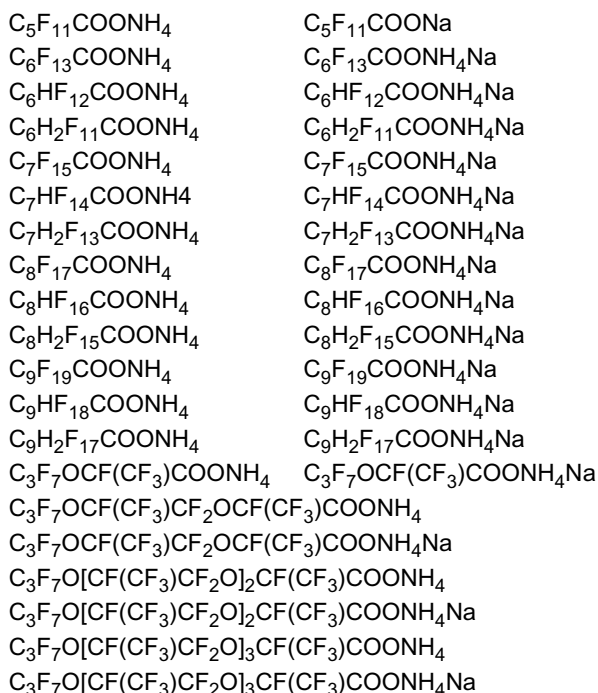 C₅F₁₁COONH₄ C₅F₁₁COONa
C₆F₁₃COONH₄ C₆F₁₃COONH₄Na
C₆HF₁₂COONH₄ C₆HF₁₂COONH₄Na
C₆H₂F₁₁COONH₄ C₆H₂F₁₁COONH₄Na
C₇F₁₅COONH₄ C₇F₁₅COONH₄Na
C₇HF₁₄COONH4 C₇HF₁₄COONH₄Na
C₇H₂F₁₃COONH₄ C₇H₂F₁₃COONH₄Na
C₈F₁₇COONH₄ C₈F₁₇COONH₄Na
C₈HF₁₆COONH₄ C₈HF₁₆COONH₄Na
C₈H₂F₁₅COONH₄ C₈H₂F₁₅COONH₄Na
C₉F₁₉COONH₄ C₉F₁₉COONH₄Na
C₉HF₁₈COONH₄ C₉HF₁₈COONH₄Na
C₉H₂F₁₇COONH₄ C₉H₂F₁₇COONH₄Na
C₃F₇OCF(CF₃)COONH₄ C₃F₇OCF(CF₃)COONH₄Na
C₃F₇OCF(CF₃)CF₂OCF(CF₃)COONH₄
C₃F₇OCF(CF₃)CF₂OCF(CF₃)COONH₄Na
C₃F₇O[CF(CF₃)CF₂O]₂CF(CF₃)COONH₄
C₃F₇O[CF(CF₃)CF₂O]₂CF(CF₃)COONH₄Na
C₃F₇O[CF(CF₃)CF₂O]₃CF(CF₃)COONH₄
C₃F₇O[CF(CF₃)CF₂O]₃CF(CF₃)COONH₄Na